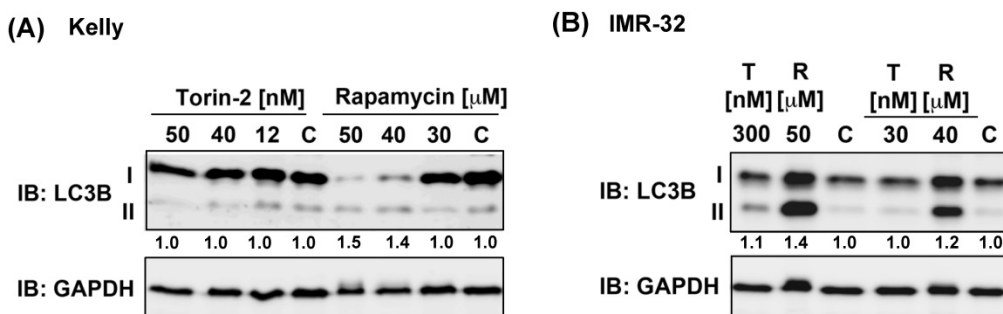 (A) Kelly
Torin-2 [nM] Rapamycin [μM]
50 40 12 C 50 40 30 C
I
IB: LC3B
II
1.0 1.0 1.0 1.0 1.5 1.4 1.0 1.0
IB: GAPDH
(B) IMR-32
T R T R
[nM] [μM] [nM] [μM]
300 50 C 30 40 C
I
IB: LC3B
II
1.1 1.4 1.0 1.0 1.2 1.0
IB: GAPDH